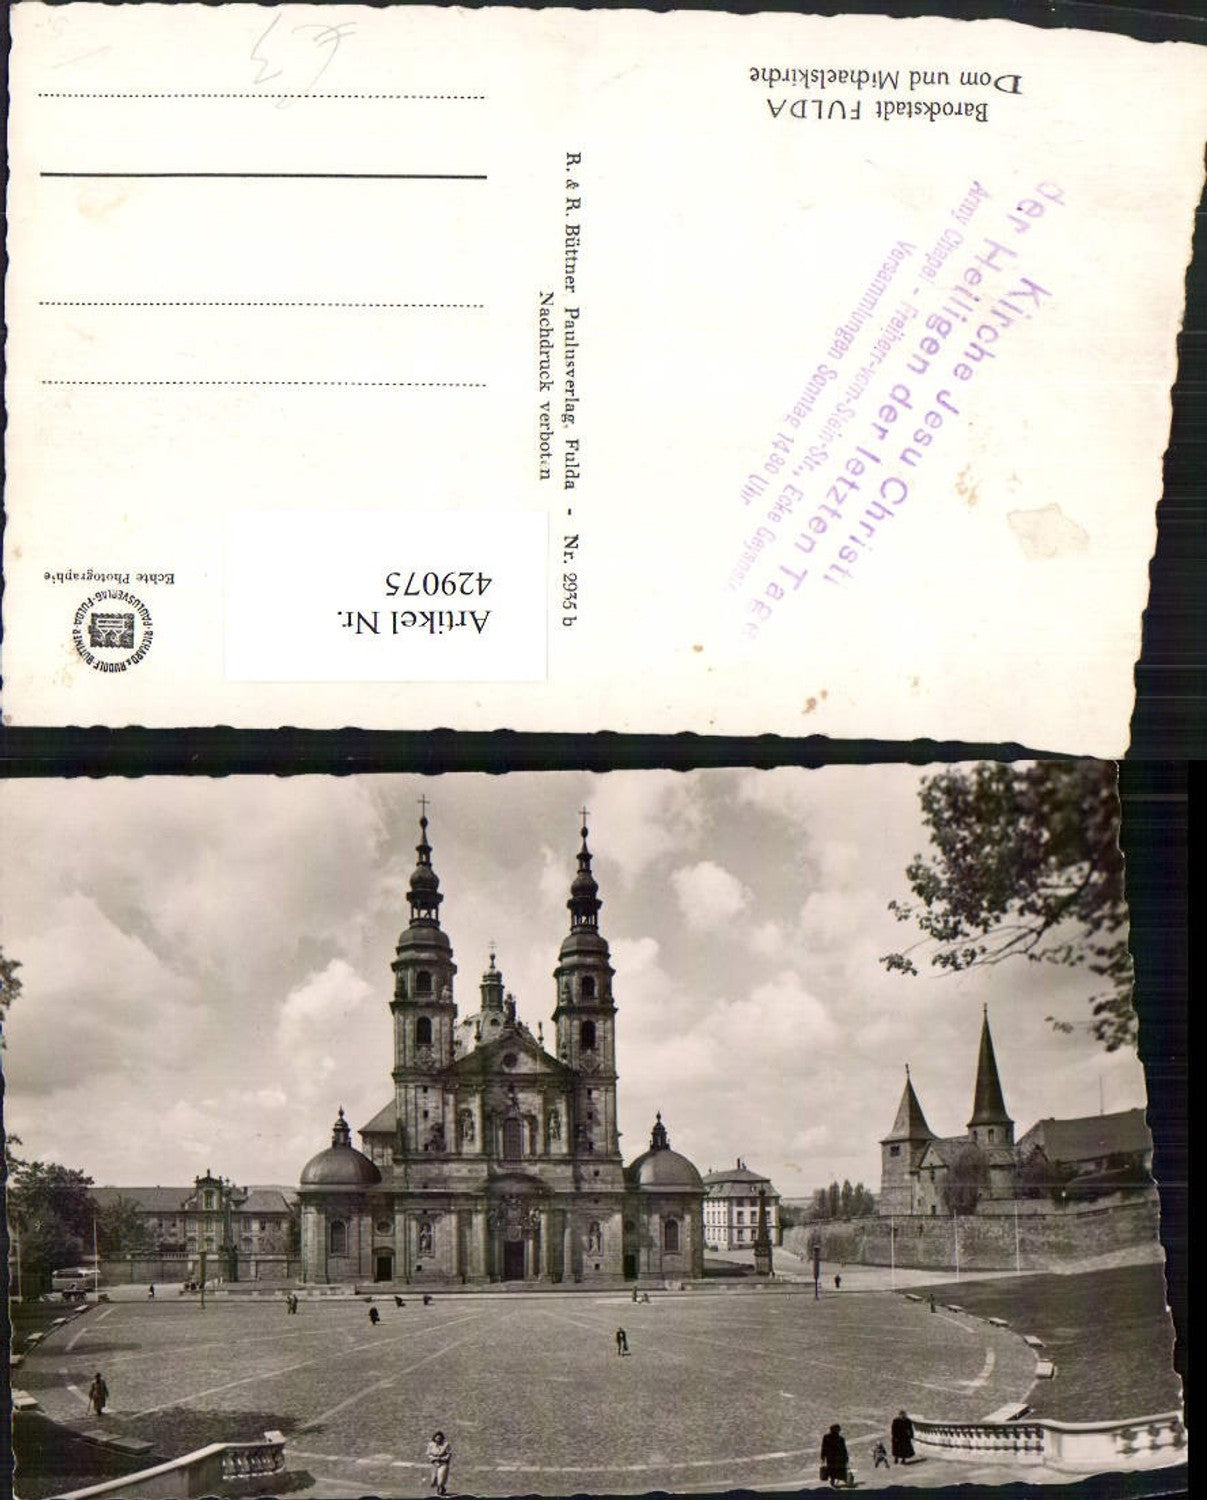 Barockstadt FULDA
Dom und Michaelskirche
Kirche Jesu Christi
der Heiligen der letzten Tage
Army Chapel - Freiherr-vom-Stein-Str., Ecke
Versammlungen Sonntag 14.30 Uhr
R. & R. Büttner Paulusverlag, Fulda - Nr. 2935 b
Nachdruck verboten
Artikel Nr.
429075
RICHARD & RUDOLF BÜTTNER · PAULUSVERLAG · FULDA
Echte Photographie